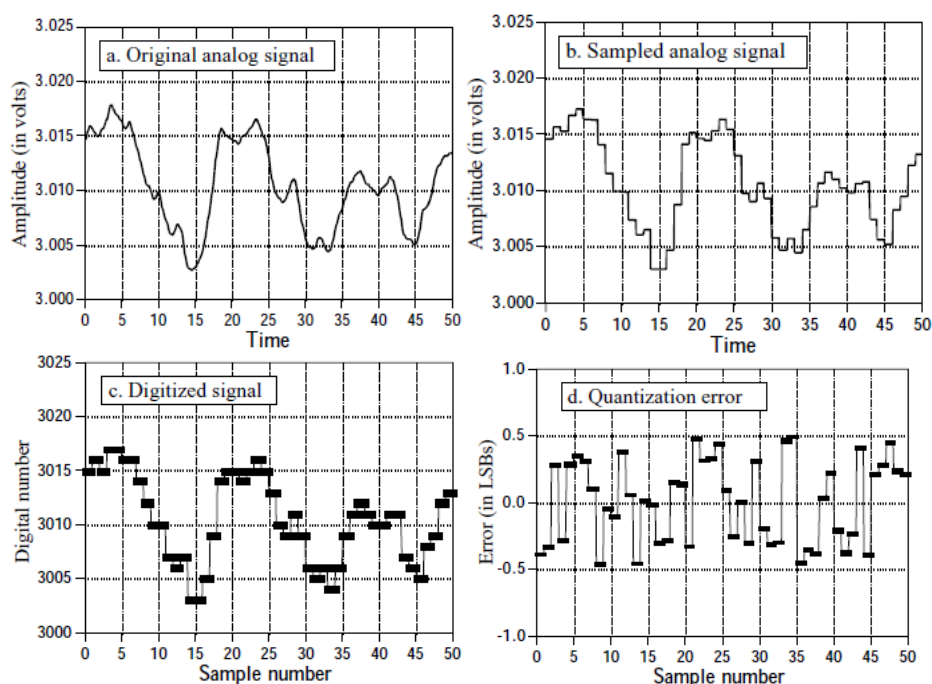 a. Original analog signal
Amplitude (in volts)
3.025
3.020
3.015
3.010
3.005
3.000
0 5 10 15 20 25 30 35 40 45 50
Time
b. Sampled analog signal
Amplitude (in volts)
3.025
3.020
3.015
3.010
3.005
3.000
0 5 10 15 20 25 30 35 40 45 50
Time
c. Digitized signal
Digital number
3025
3020
3015
3010
3005
3000
0 5 10 15 20 25 30 35 40 45 50
Sample number
d. Quantization error
Error (in LSBs)
1.0
0.5
0.0
-0.5
-1.0
0 5 10 15 20 25 30 35 40 45 50
Sample number